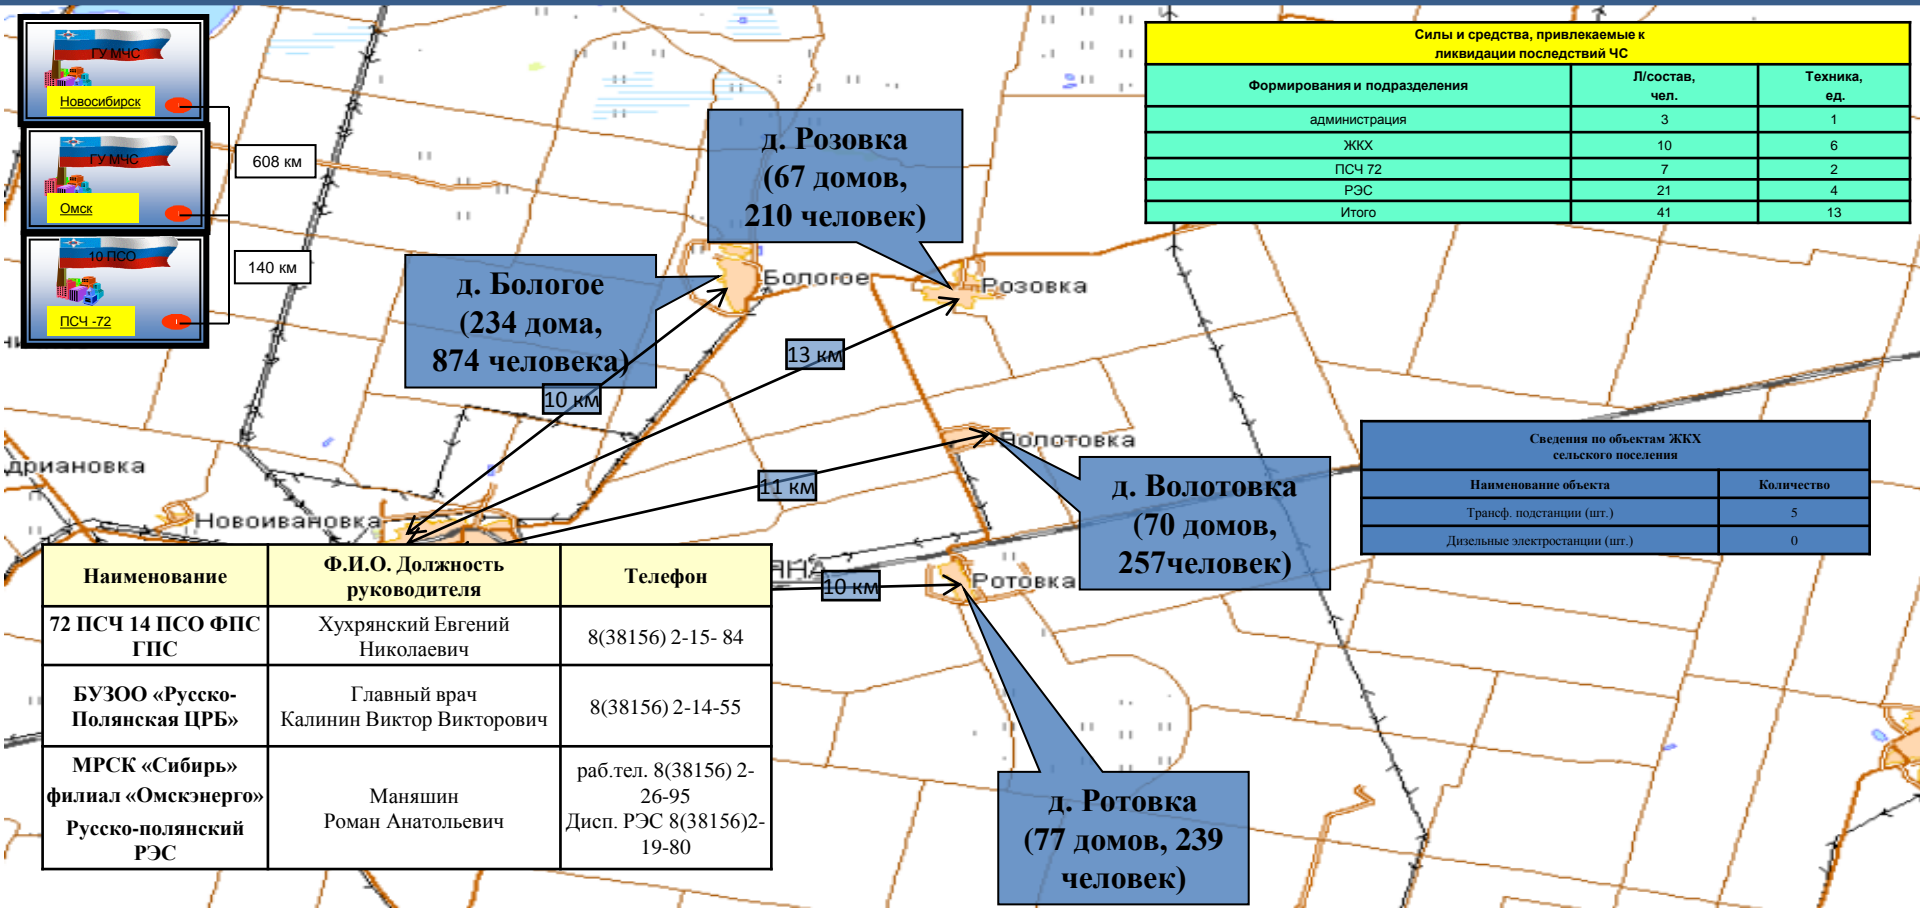 ГУ МЧС
Новосибирск
ГУ МЧС
Омск
10 ПСО
ПСЧ -72
608 км
140 км
Силы и средства, привлекаемые к
ликвидации последствий ЧС
Формирования и подразделения
Л/состав,
чел.
Техника,
ед.
администрация 3 1
ЖКХ 10 6
ПСЧ 72 7 2
РЭС 21 4
Итого 41 13
д. Розовка
(67 домов,
210 человек)
д. Бологое
(234 дома,
874 человека)
Бологое
Розовка
13 км
10 км
11 км
10 км
Волотовка
дриановка
Новоивановка
Ротовка
д. Волотовка
(70 домов,
257человек)
Сведения по объектам ЖКХ
сельского поселения
Наименование объекта Количество
Трансф. подстанции (шт.) 5
Дизельные электростанции (шт.) 0
Наименование
Ф.И.О. Должность
руководителя
Телефон
72 ПСЧ 14 ПСО ФПС
ГПС
Хухрянский Евгений
Николаевич
8(38156) 2-15- 84
БУЗОО «Русско-
Полянская ЦРБ»
Главный врач
Калинин Виктор Викторович
8(38156) 2-14-55
МРСК «Сибирь»
филиал «Омскэнерго»
Русско-полянский
РЭС
Маняшин
Роман Анатольевич
раб.тел. 8(38156) 2-
26-95
Дисп. РЭС 8(38156)2-
19-80
д. Ротовка
(77 домов, 239
человек)